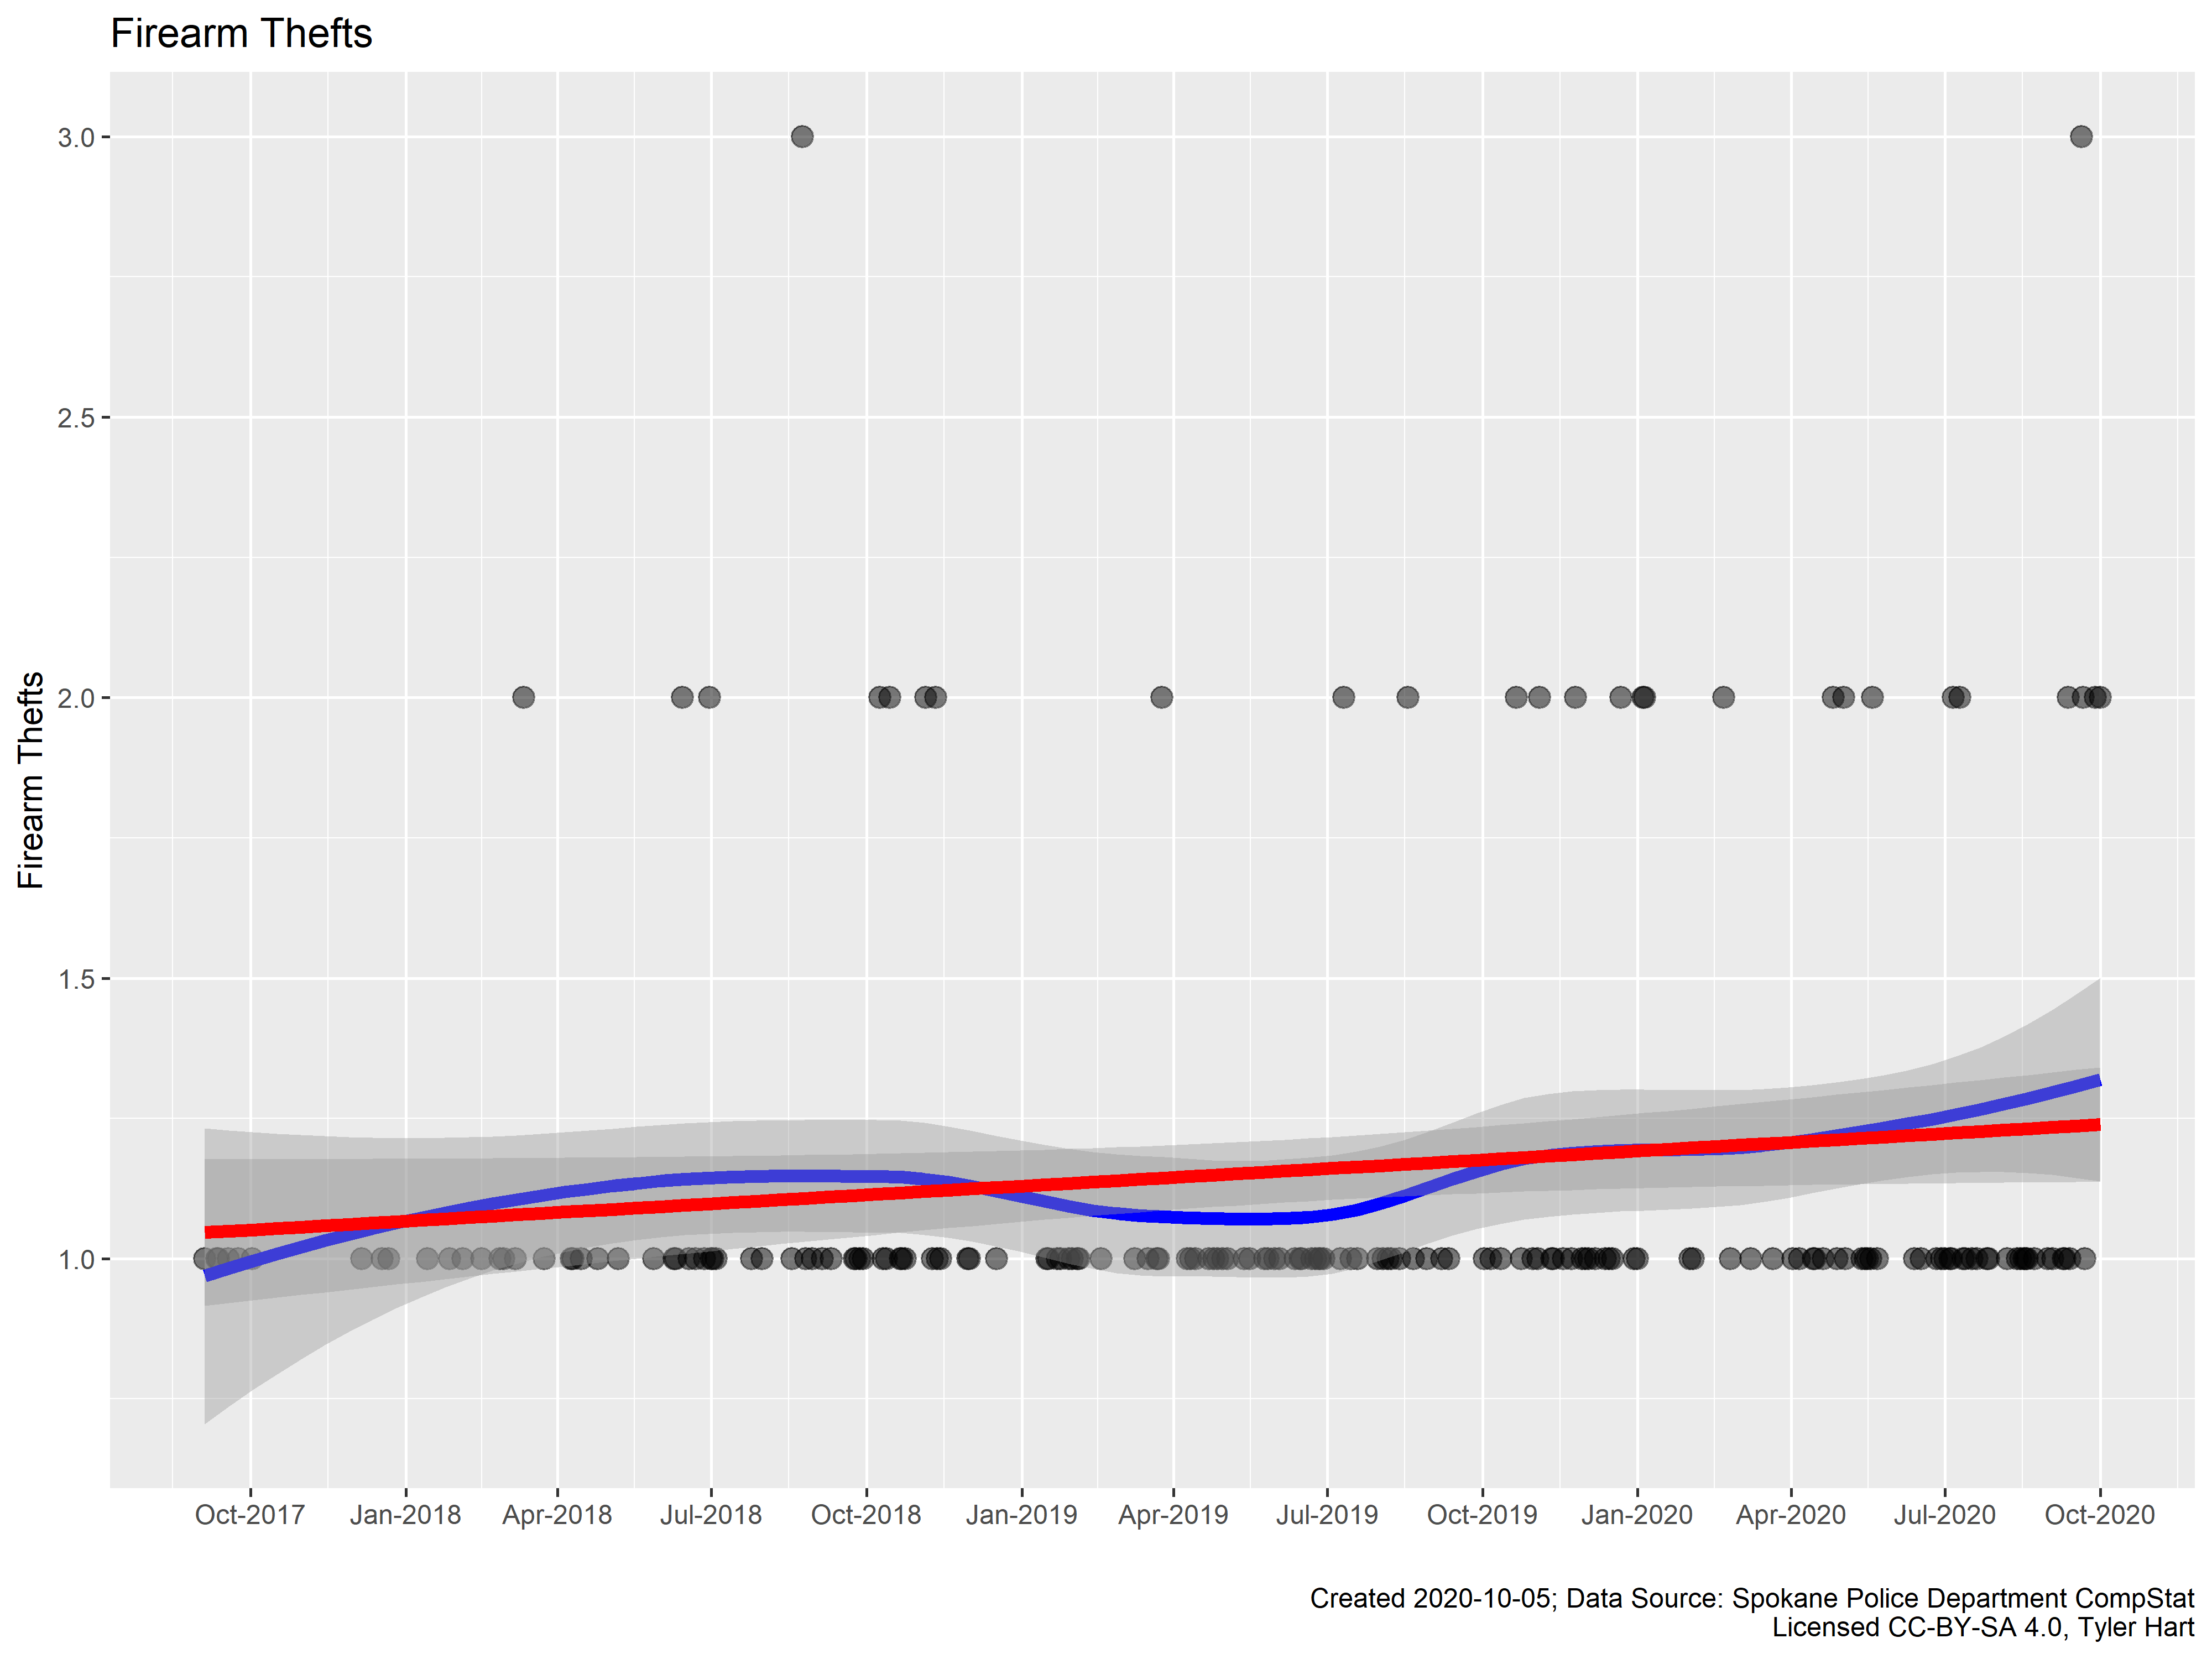 Firearm Thefts
3.0
2.5
2.0
1.5
1.0
Firearm Thefts
Oct-2017 Jan-2018 Apr-2018 Jul-2018 Oct-2018 Jan-2019 Apr-2019 Jul-2019 Oct-2019 Jan-2020 Apr-2020 Jul-2020 Oct-2020
Created 2020-10-05; Data Source: Spokane Police Department CompStat
Licensed CC-BY-SA 4.0, Tyler Hart